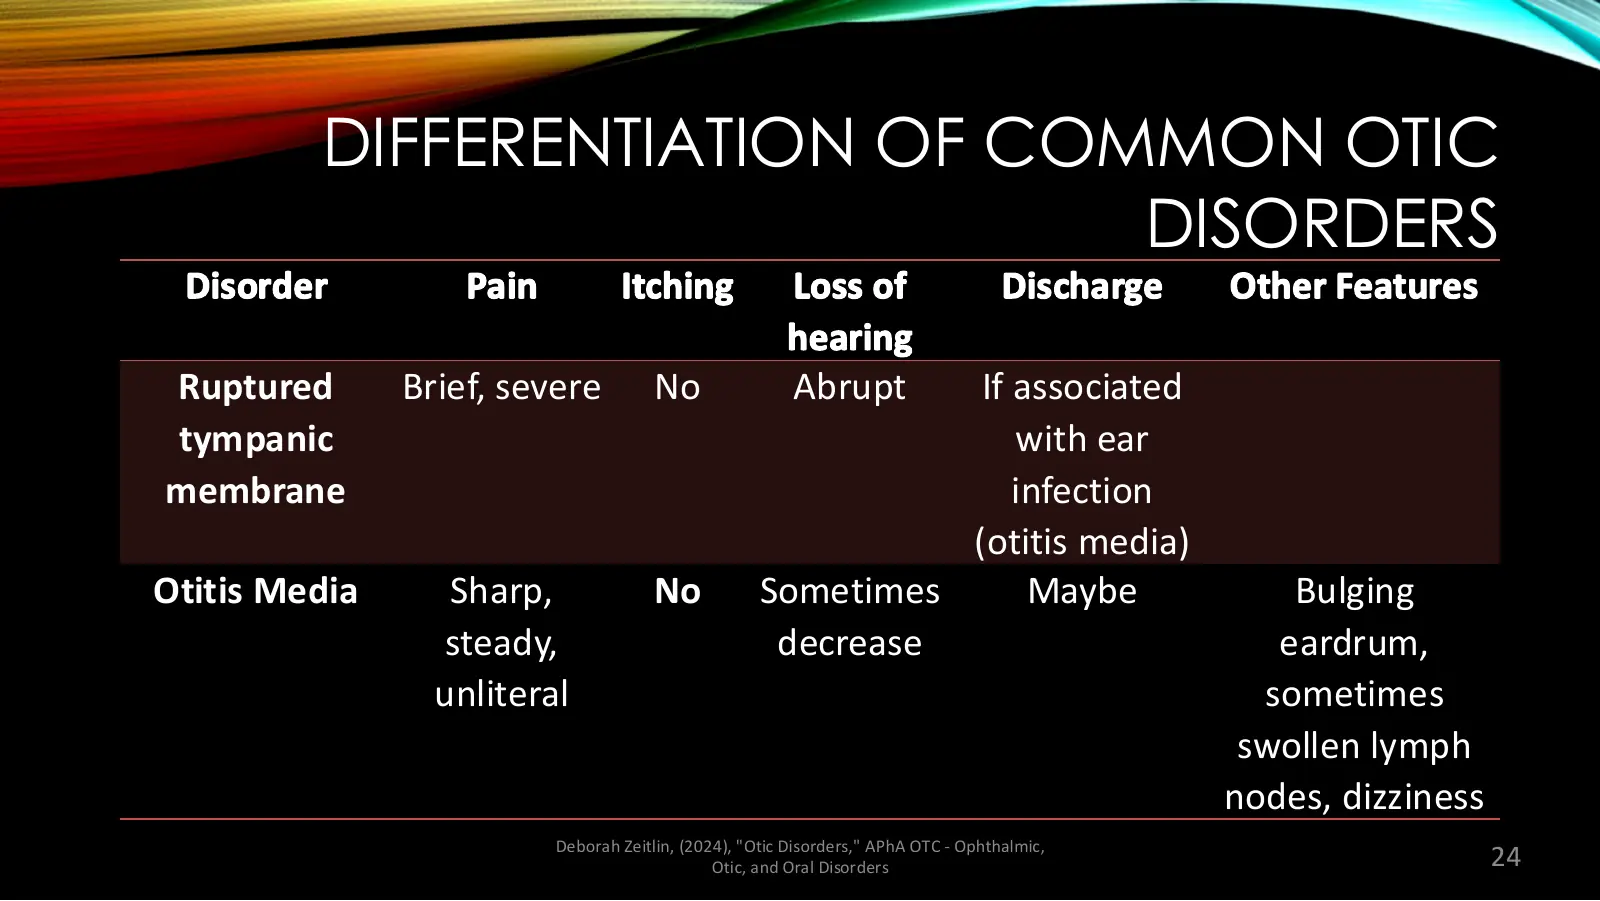 DIFFERENTIATION OF COMMON OTIC
DISORDERS
Disorder Pain Itching Loss of hearing Discharge Other Features
Ruptured
tympanic
membrane
Brief, severe
No
Abrupt
If associated
with ear
infection
(otitis media)
Otitis Media
Sharp,
steady,
unliteral
No
Sometimes
decrease
Maybe
Bulging
eardrum,
sometimes
swollen lymph
nodes, dizziness
Deborah Zeitlin, (2024), "Otic Disorders," APhA OTC - Ophthalmic,
Otic, and Oral Disorders
24